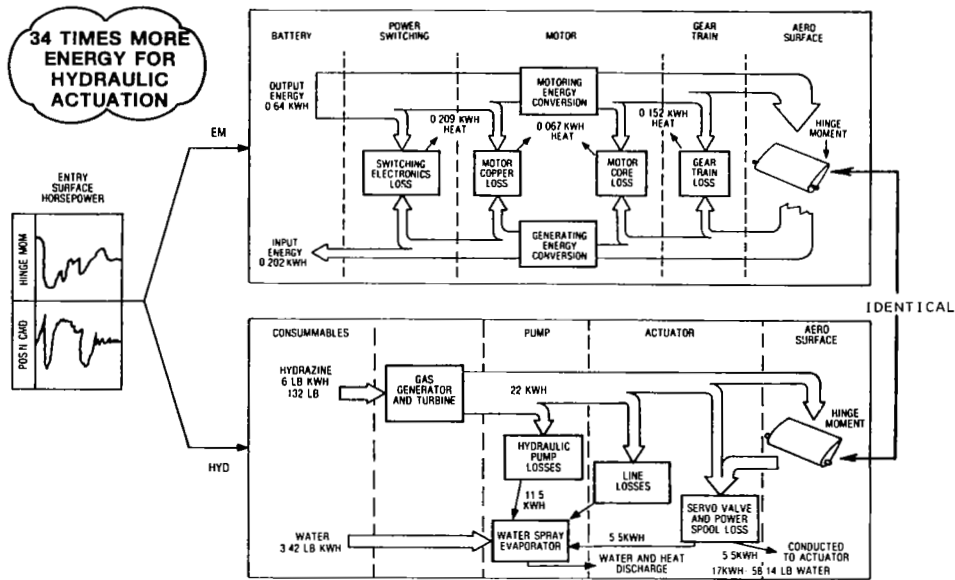 34 TIMES MORE
ENERGY FOR
HYDRAULIC
ACTUATION
ENTRY
SURFACE
HORSEPOWER
HINGE MOM
POSN CMD
EM
HYD
BATTERY
POWER
SWITCHING
MOTOR
GEAR
TRAIN
AERO
SURFACE
OUTPUT
ENERGY
0 64 KWH
MOTORING
ENERGY
CONVERSION
0 209 KWH
HEAT
0 067 KWH
HEAT
0 152 KWH
HEAT
HINGE
MOMENT
SWITCHING
ELECTRONICS
LOSS
MOTOR
COPPER
LOSS
MOTOR
CORE
LOSS
GEAR
TRAIN
LOSS
INPUT
ENERGY
0 202 KWH
GENERATING
ENERGY
CONVERSION
IDENTICAL
CONSUMMABLES
PUMP
ACTUATOR
AERO
SURFACE
HYDRAZINE
6 LB KWH
132 LB
GAS
GENERATOR
AND TURBINE
22 KWH
HINGE
MOMENT
HYDRAULIC
PUMP
LOSSES
LINE
LOSSES
SERVO VALVE
AND POWER
SPOOL LOSS
11 5
KWH
WATER
3 42 LB KWH
WATER SPRAY
EVAPORATOR
5 5KWH
WATER AND HEAT
DISCHARGE
5 5KWH
CONDUCTED
TO ACTUATOR
17KWH- 58 14 LB WATER